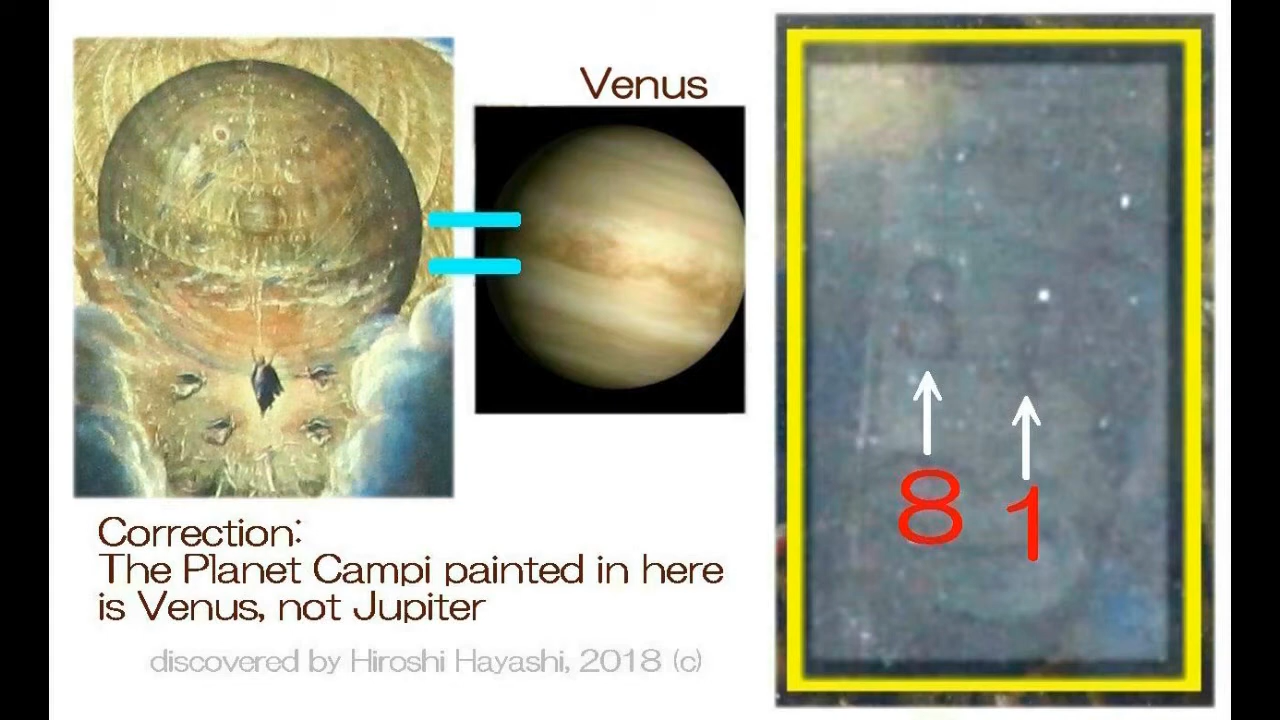 Venus
8 1
Correction:
The Planet Campi painted in here
is Venus, not Jupiter
discovered by Hiroshi Hayashi, 2018 (c)